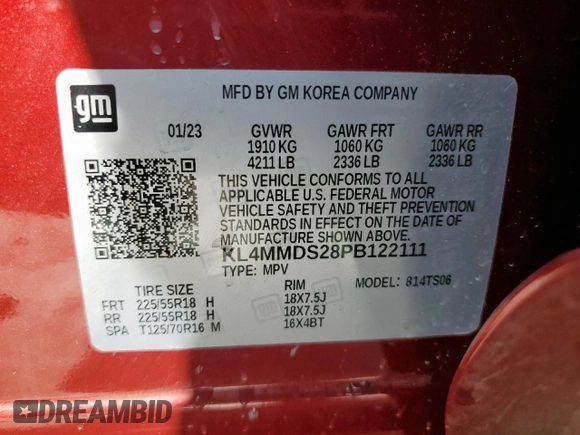 gm
MFD BY GM KOREA COMPANY
01/23 GVWR GAWR FRT GAWR RR
1910 KG 1060 KG 1060 KG
4211 LB 2336 LB 2336 LB
THIS VEHICLE CONFORMS TO ALL
APPLICABLE U.S. FEDERAL MOTOR
VEHICLE SAFETY AND THEFT PREVENTION
STANDARDS IN EFFECT ON THE DATE OF
MANUFACTURE SHOWN ABOVE.
KL4MMDS28PB122111
TYPE: MPV MODEL: 814TS06
TIRE SIZE RIM
FRT 225/55R18 H 18X7.5J
RR 225/55R18 H 18X7.5J
SPA T125/70R16 M 16X4BT
DREAMBID